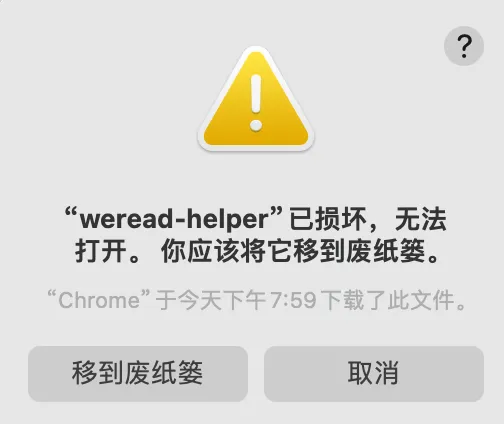 ?
“weread-helper”已损坏，无法
打开。 你应该将它移到废纸篓。
“Chrome”于今天下午7:59下载了此文件。
移到废纸篓
取消